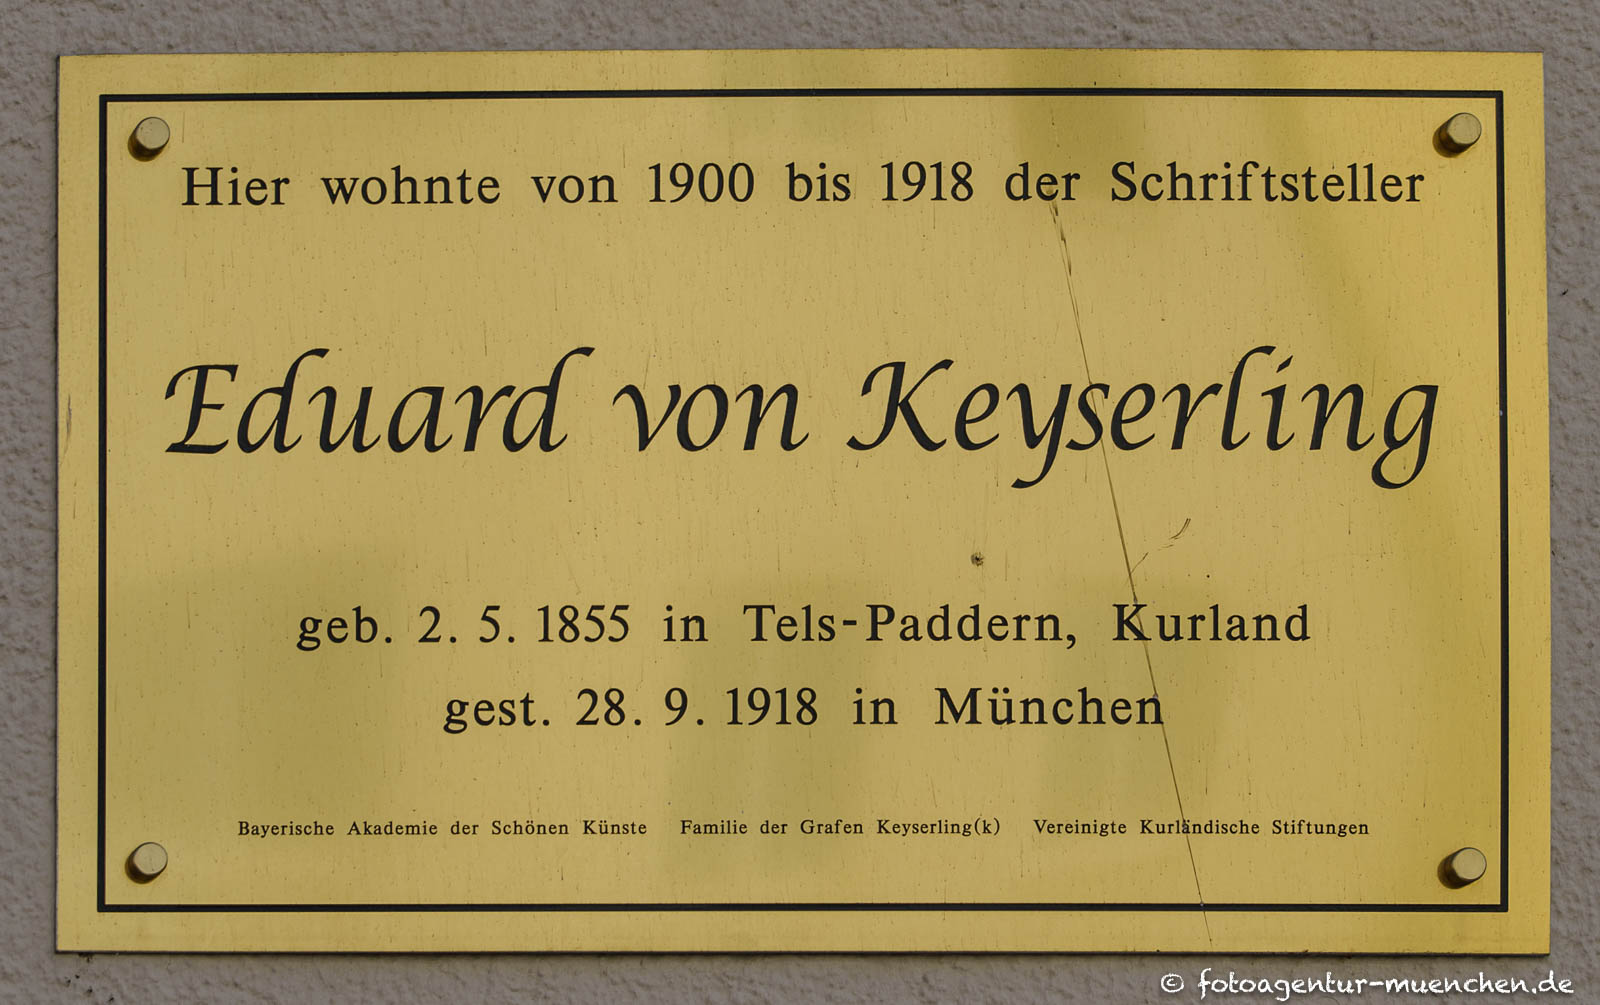 Hier wohnte von 1900 bis 1918 der Schriftsteller
Eduard von Keyserling
geb. 2. 5. 1855 in Tels-Paddern, Kurland
gest. 28. 9. 1918 in München
Bayerische Akademie der Schönen Künste Familie der Grafen Keyserling(k) Vereinigte Kurländische Stiftungen
© fotoagentur-muenchen.de